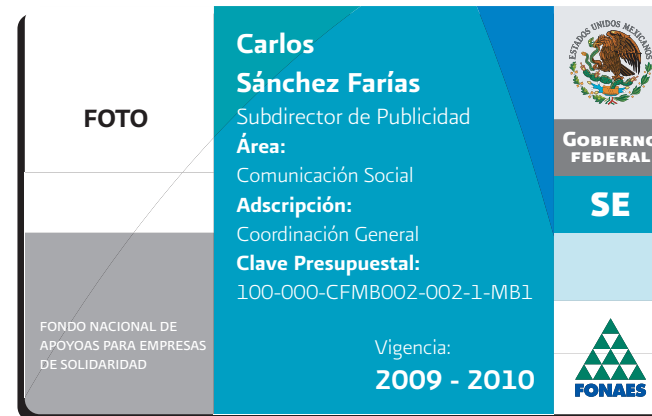 FOTO
FONDO NACIONAL DE
APOYOAS PARA EMPRESAS
DE SOLIDARIDAD
Carlos
Sánchez Farías
Subdirector de Publicidad
Área:
Comunicación Social
Adscripción:
Coordinación General
Clave Presupuestal:
100-000-CFMB002-002-1-MB1
Vigencia:
2009 - 2010
ESTADOS UNIDOS MEXICANOS
GOBIERNO
FEDERAL
SE
FONAES